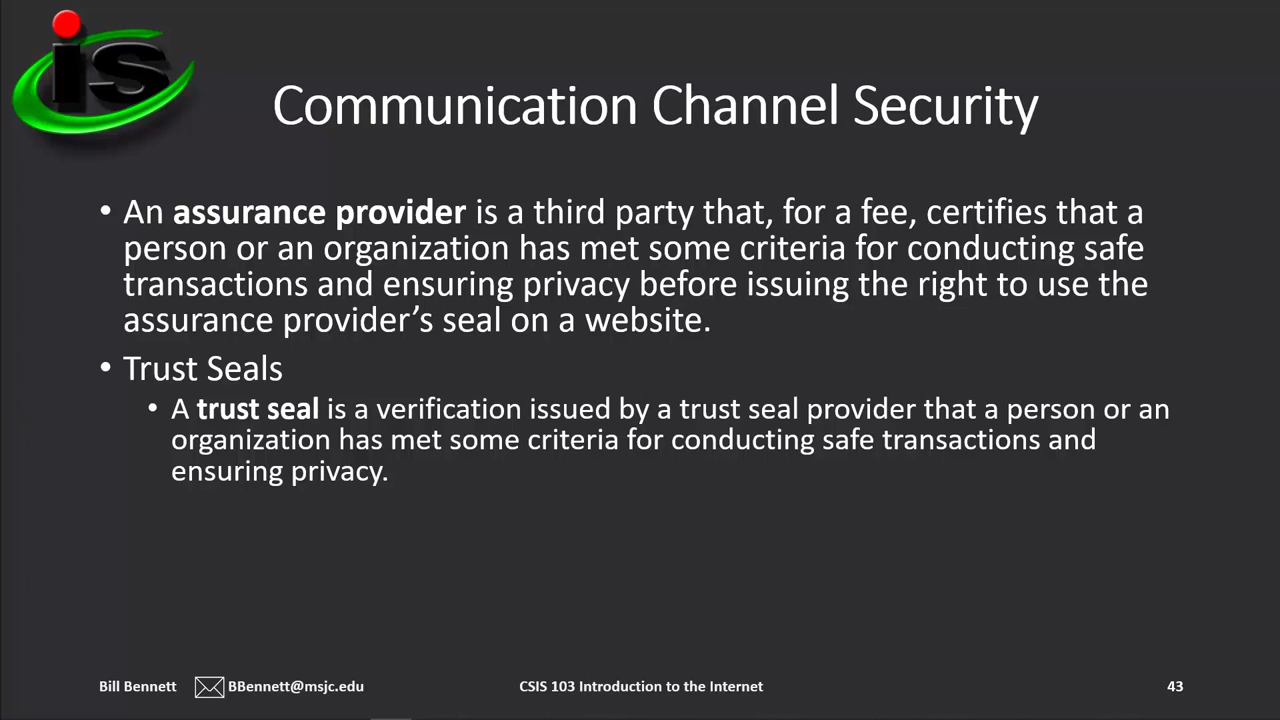 is
Communication Channel Security
• An assurance provider is a third party that, for a fee, certifies that a
person or an organization has met some criteria for conducting safe
transactions and ensuring privacy before issuing the right to use the
assurance provider’s seal on a website.
• Trust Seals
• A trust seal is a verification issued by a trust seal provider that a person or an
organization has met some criteria for conducting safe transactions and
ensuring privacy.
Bill Bennett BBennett@msjc.edu CSIS 103 Introduction to the Internet 43